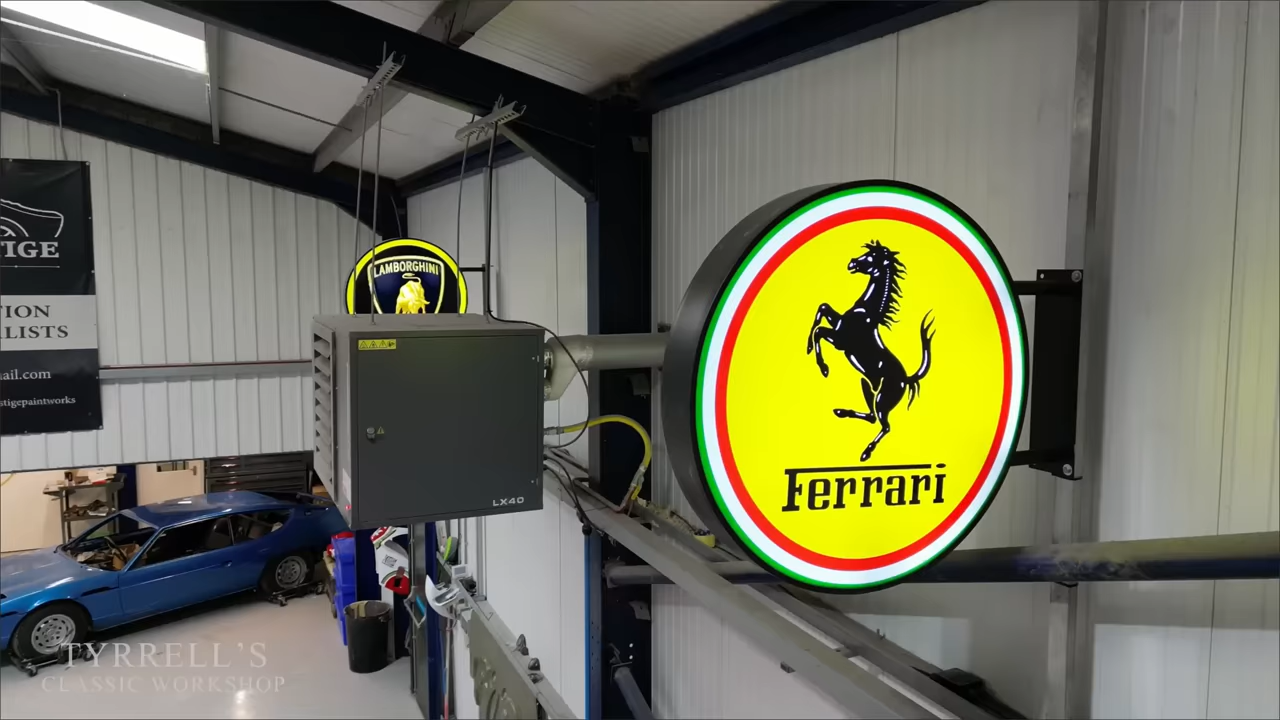 TIGE
TION
LISTS
ail.com
stigepaintworks
LAMBORGHINI
LX40
Ferrari
TYRRELL'S
CLASSIC WORKSHOP